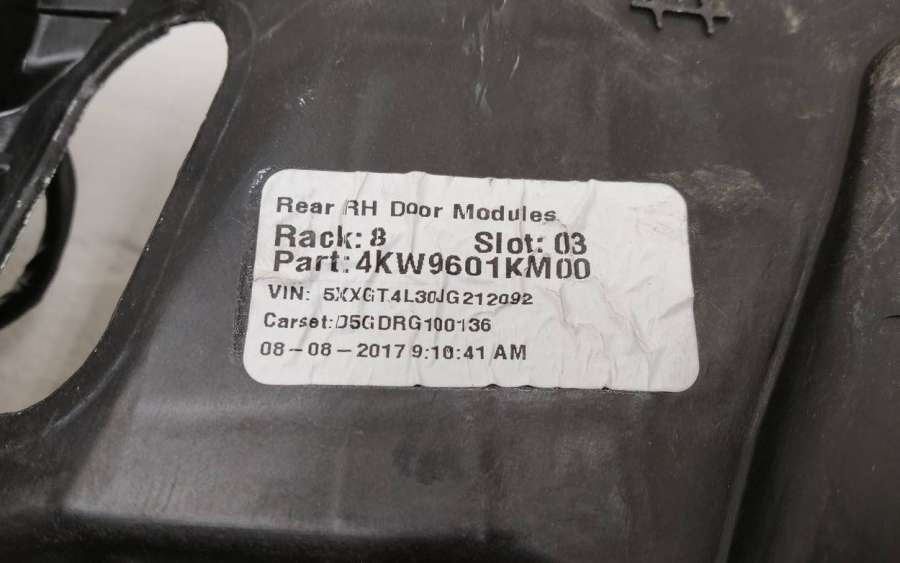 Rear RH Door Modules
Rack: 8 Slot: 03
Part: 4KW9601KM00
VIN: 5XXGT4L30JG212092
Carset: D5GDRG100136
08-08-2017 9:10:41 AM